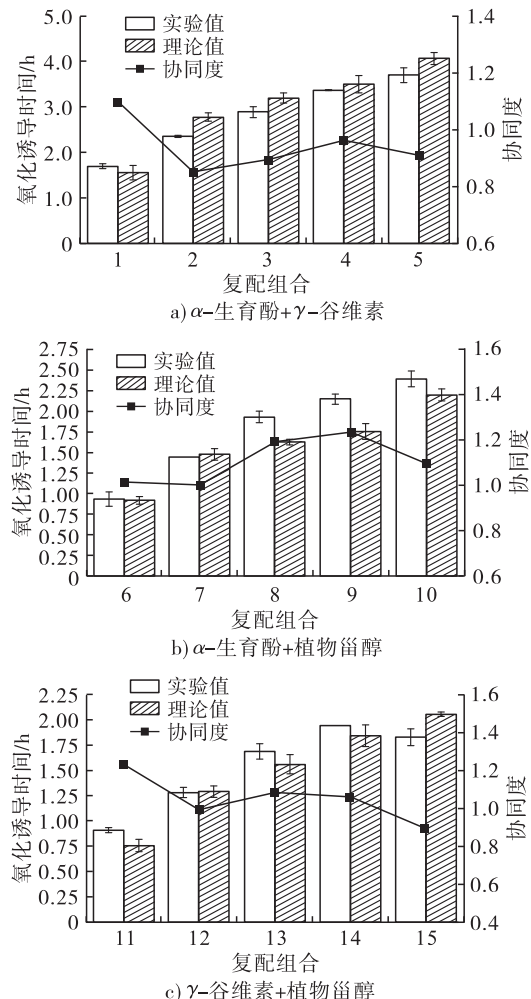 5.0
4.0
3.0
2.0
1.0
0
氧化诱导时间/h
实验值
理论值
协同度
1.4
1.2
1.0
0.8
0.6
协同度
1 2 3 4 5
复配组合
a) α-生育酚+γ-谷维素
2.75
2.50
2.25
2.00
1.75
1.50
1.25
1.00
0.75
0.50
0.25
0
氧化诱导时间/h
实验值
理论值
协同度
1.6
1.4
1.2
1.0
0.8
0.6
协同度
6 7 8 9 10
复配组合
b) α-生育酚+植物甾醇
2.25
2.00
1.75
1.50
1.25
1.00
0.75
0.50
0.25
0
氧化诱导时间/h
实验值
理论值
协同度
1.6
1.4
1.2
1.0
0.8
0.6
0.4
协同度
11 12 13 14 15
复配组合
c) γ-谷维素+植物甾醇